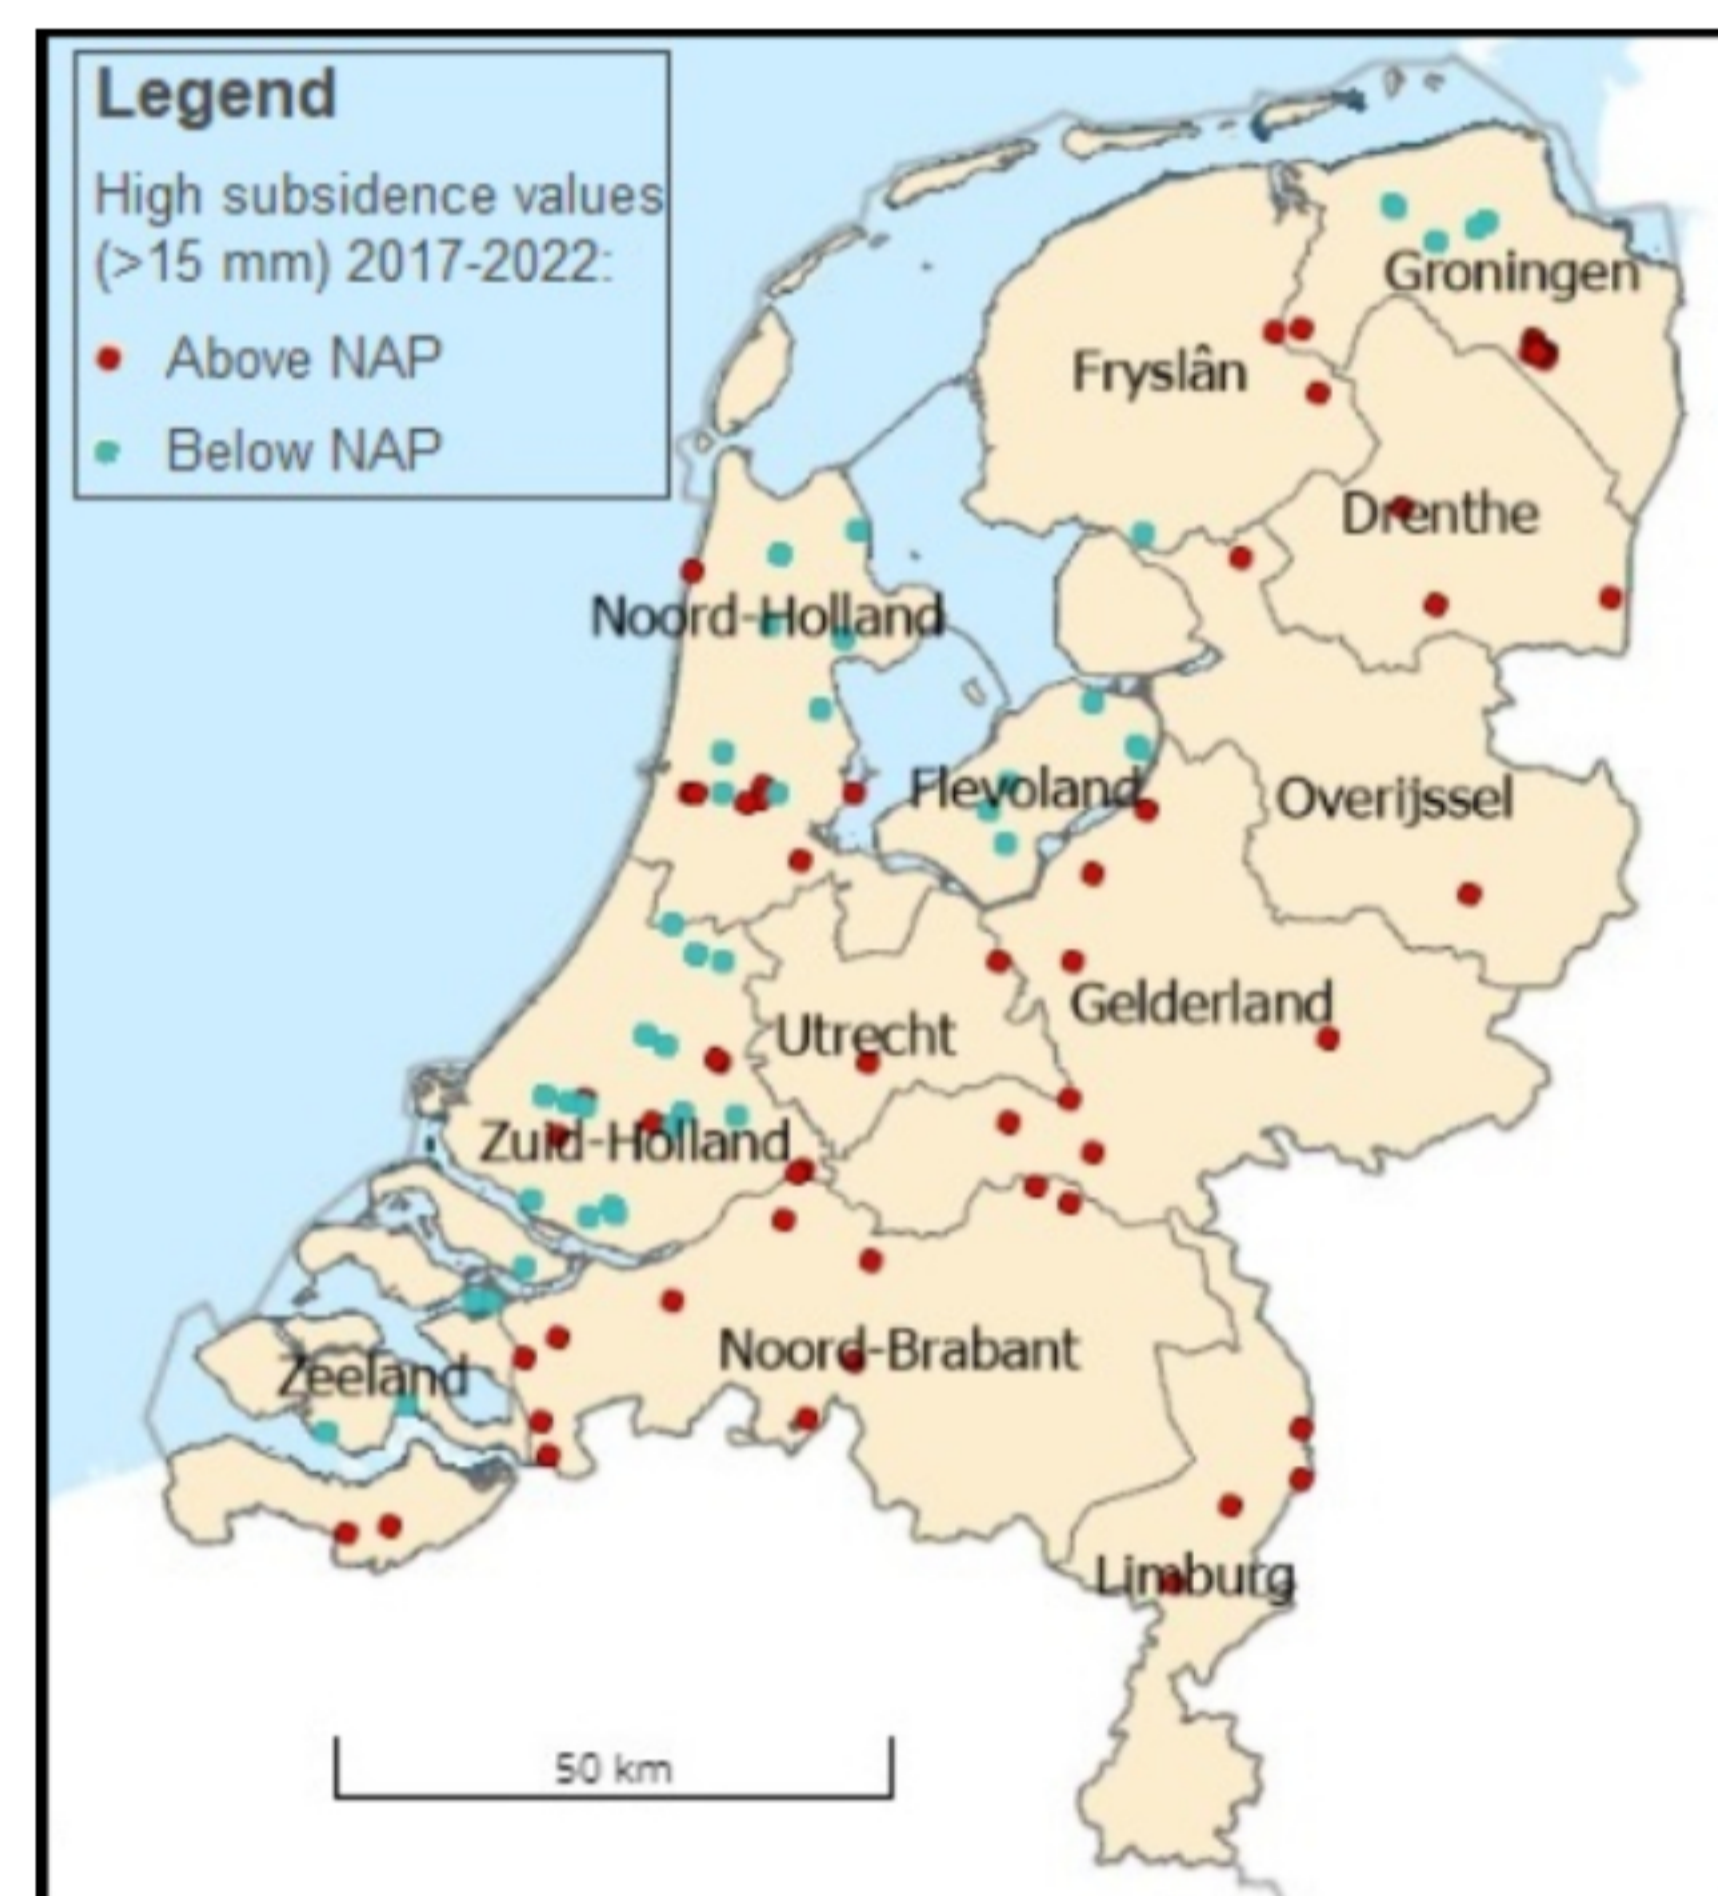 Legend
High subsidence values
(>15 mm) 2017-2022:
Above NAP
Below NAP
Groningen
Fryslân
Drenthe
Noord-Holland
Flevoland
Overijssel
Gelderland
Utrecht
Zuid-Holland
Noord-Brabant
Zeeland
Limburg
50 km